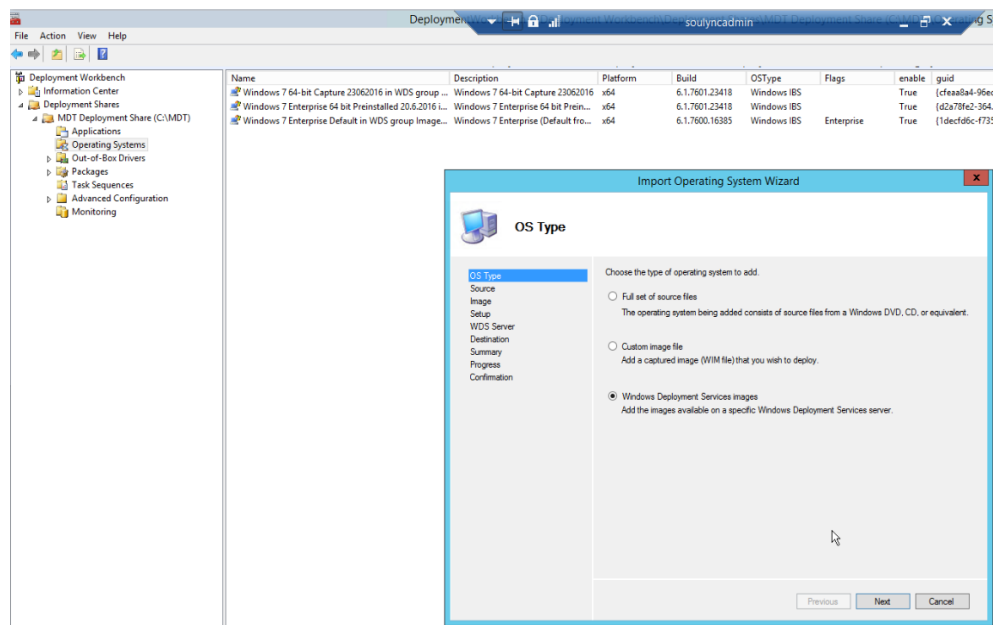 Deployment Workbench
soulyncadmin
File Action View Help
Deployment Workbench
Information Center
Deployment Shares
MDT Deployment Share (C:\MDT)
Applications
Operating Systems
Out-of-Box Drivers
Packages
Task Sequences
Advanced Configuration
Monitoring
Name Description Platform Build OSType Flags enable guid
Windows 7 64-bit Capture 23062016 in WDS group ... Windows 7 64-bit Capture 23062016 x64 6.1.7601.23418 Windows IBS True {cfeaa8a4-96ec
Windows 7 Enterprise 64 bit Preinstalled 20.6.2016 i... Windows 7 Enterprise 64 bit Prein... x64 6.1.7601.23418 Windows IBS True {d2a78fe2-364.
Windows 7 Enterprise Default in WDS group Image... Windows 7 Enterprise (Default fro... x64 6.1.7600.16385 Windows IBS Enterprise True {1decfd6c-f735
Import Operating System Wizard
OS Type
OS Type
Source
Image
Setup
WDS Server
Destination
Summary
Progress
Confirmation
Choose the type of operating system to add.
Full set of source files
The operating system being added consists of source files from a Windows DVD, CD, or equivalent.
Custom image file
Add a captured image (WIM file) that you wish to deploy.
Windows Deployment Services images
Add the images available on a specific Windows Deployment Services server.
Previous Next Cancel